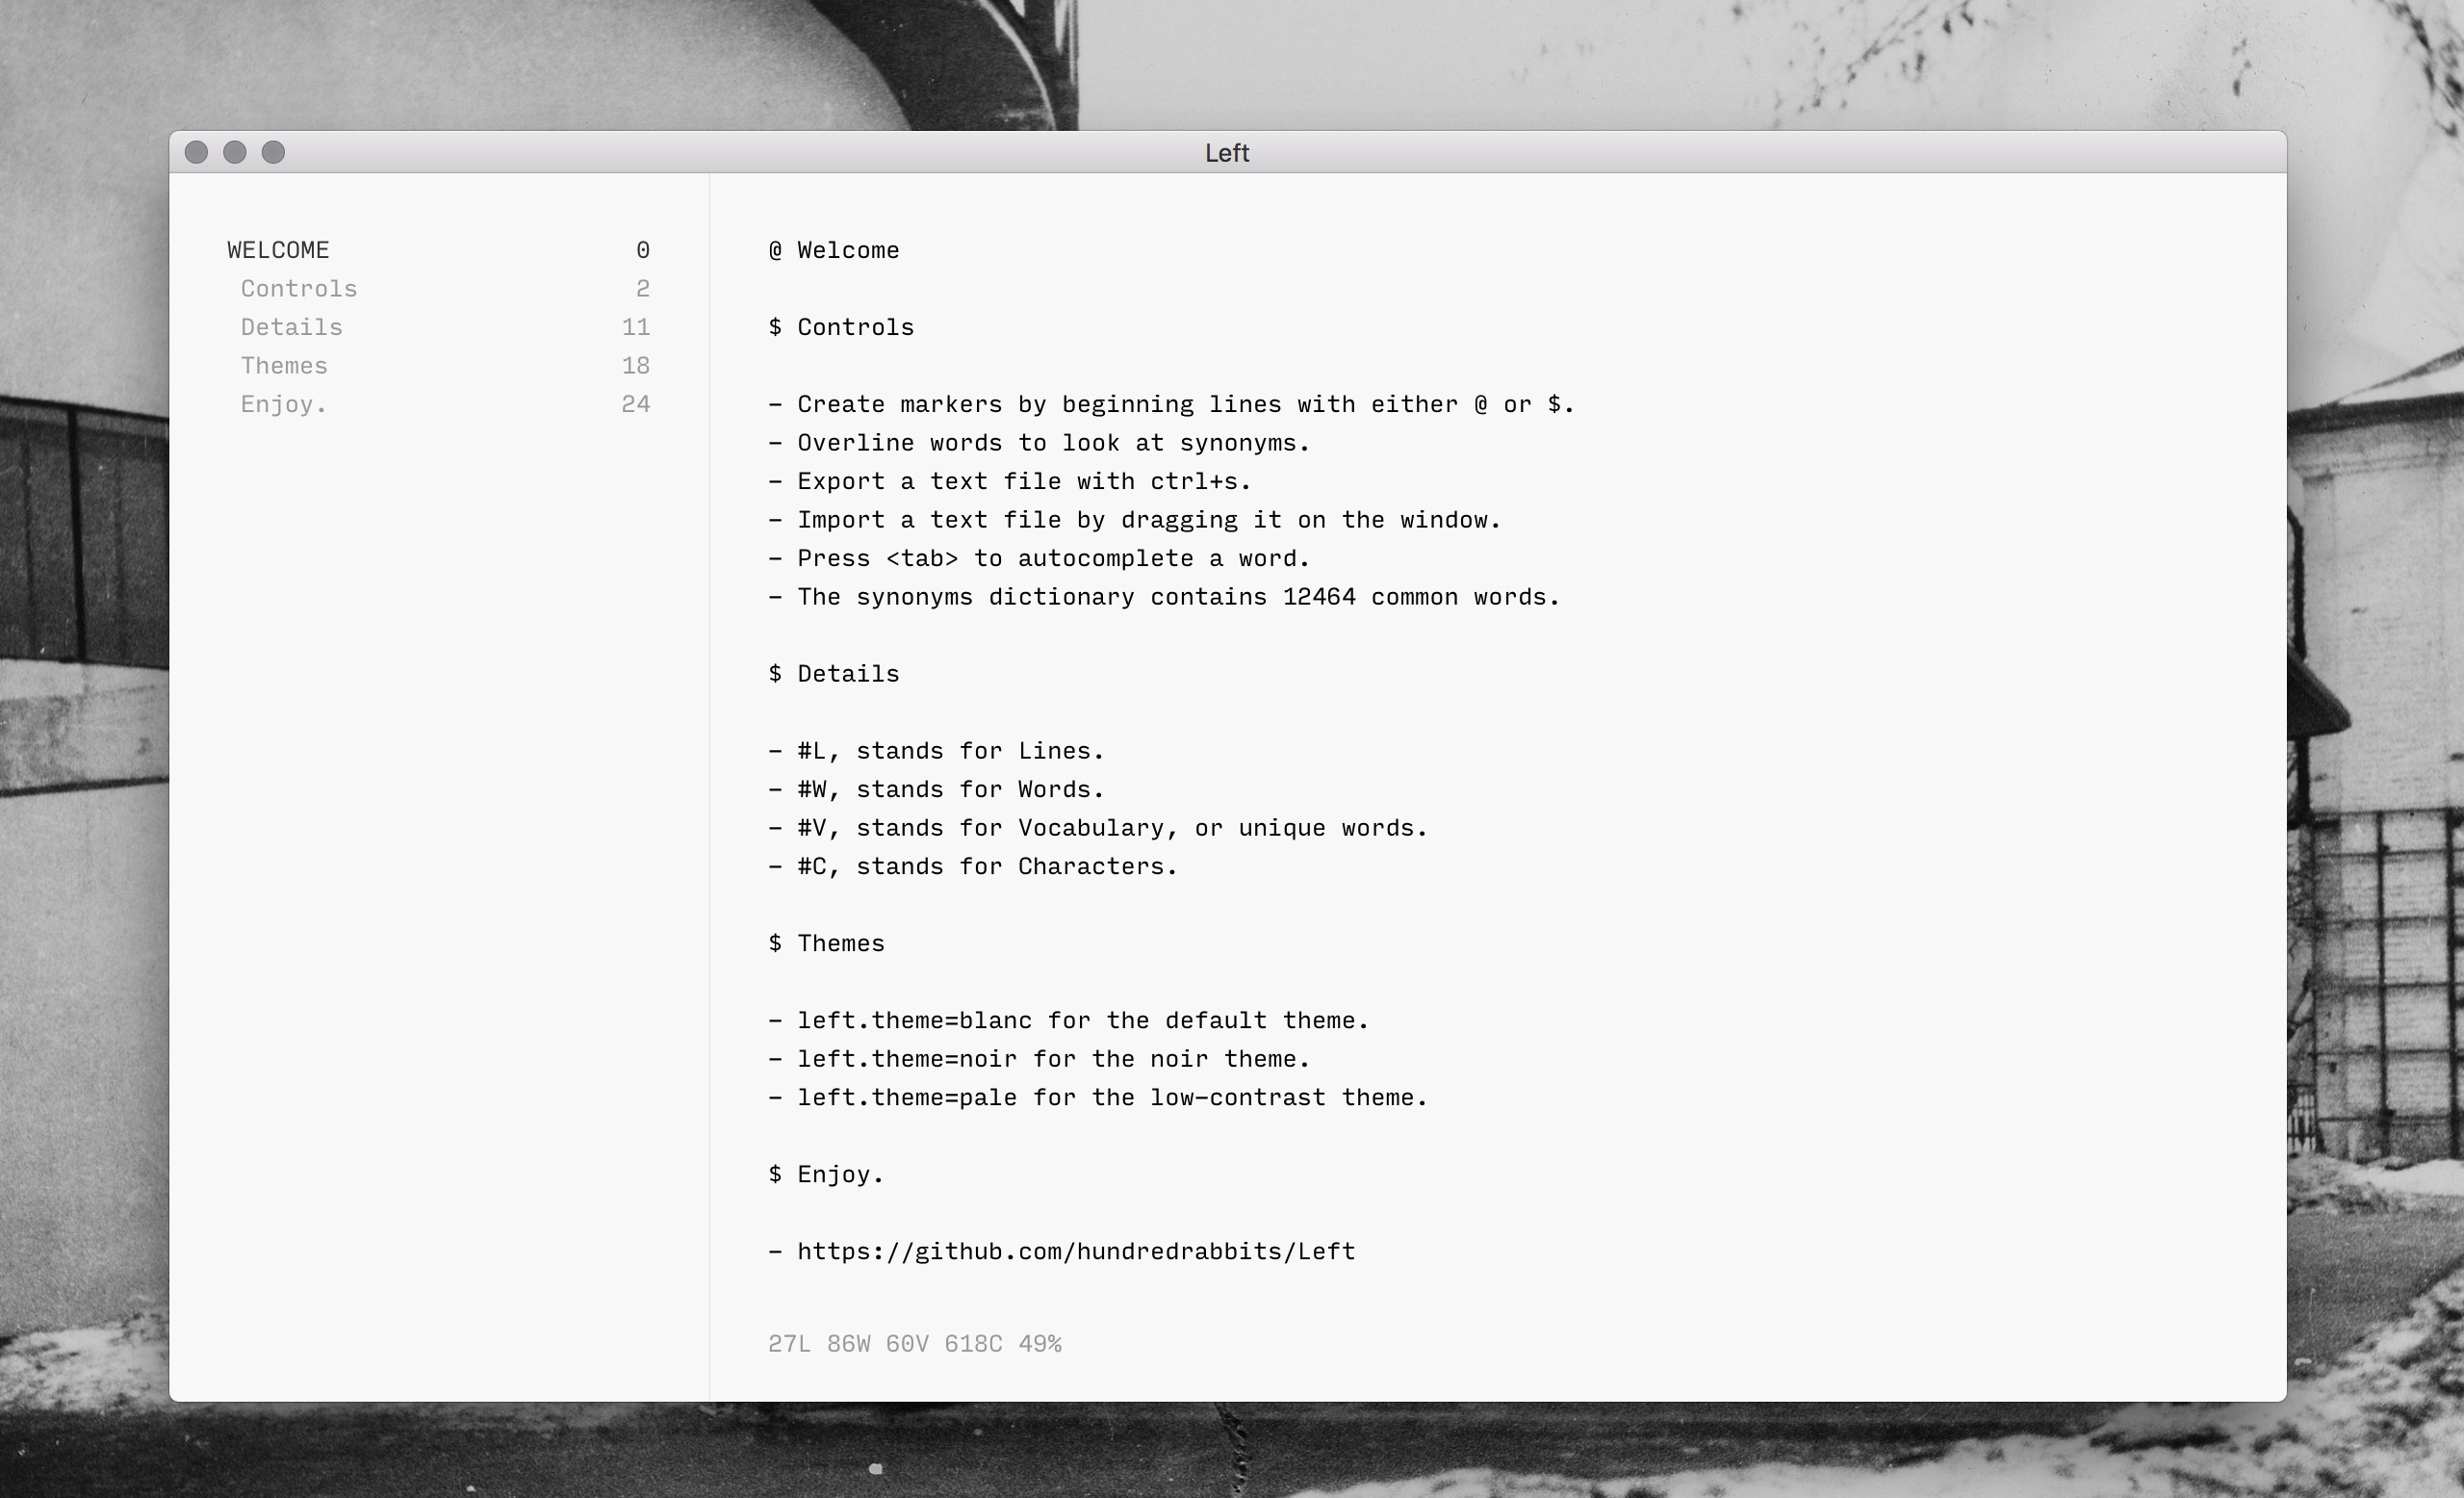 Left
WELCOME 0
Controls 2
Details 11
Themes 18
Enjoy. 24
@ Welcome
$ Controls
- Create markers by beginning lines with either @ or $.
- Overline words to look at synonyms.
- Export a text file with ctrl+s.
- Import a text file by dragging it on the window.
- Press <tab> to autocomplete a word.
- The synonyms dictionary contains 12464 common words.
$ Details
- #L, stands for Lines.
- #W, stands for Words.
- #V, stands for Vocabulary, or unique words.
- #C, stands for Characters.
$ Themes
- left.theme=blanc for the default theme.
- left.theme=noir for the noir theme.
- left.theme=pale for the low-contrast theme.
$ Enjoy.
- https://github.com/hundredrabbits/Left
27L 86W 60V 618C 49%